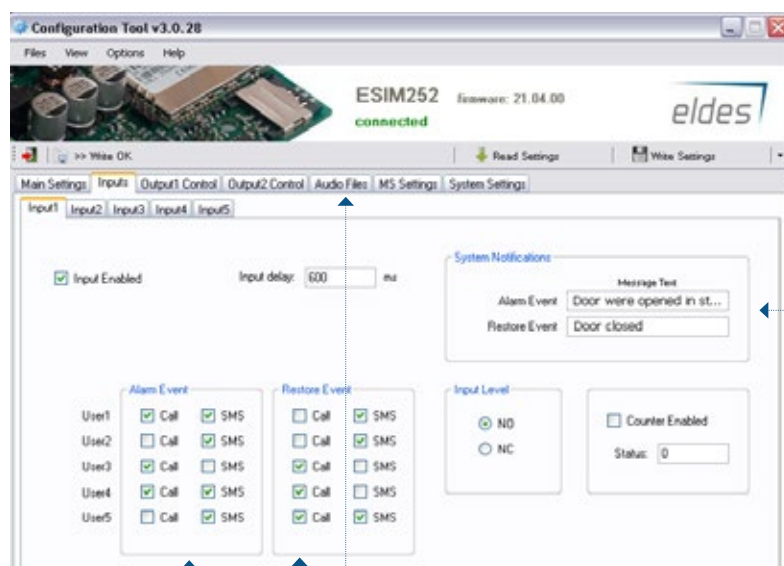 Configuration Tool v3.0.28
Files View Options Help
ESIM252 firmware: 21.04.00
connected
eldes
>> Write OK
Read Settings
Write Settings
Main Settings Inputs Output1 Control Output2 Control Audio Files MS Settings System Settings
Input1 Input2 Input3 Input4 Input5
Input Enabled
Input delay: 600 ms
System Notifications
Message Text
Alarm Event Door were opened in st...
Restore Event Door closed
Alarm Event
Restore Event
User1 Call SMS Call SMS
User2 Call SMS Call SMS
User3 Call SMS Call SMS
User4 Call SMS Call SMS
User5 Call SMS Call SMS
Input Level
NO
NC
Counter Enabled
Status: 0